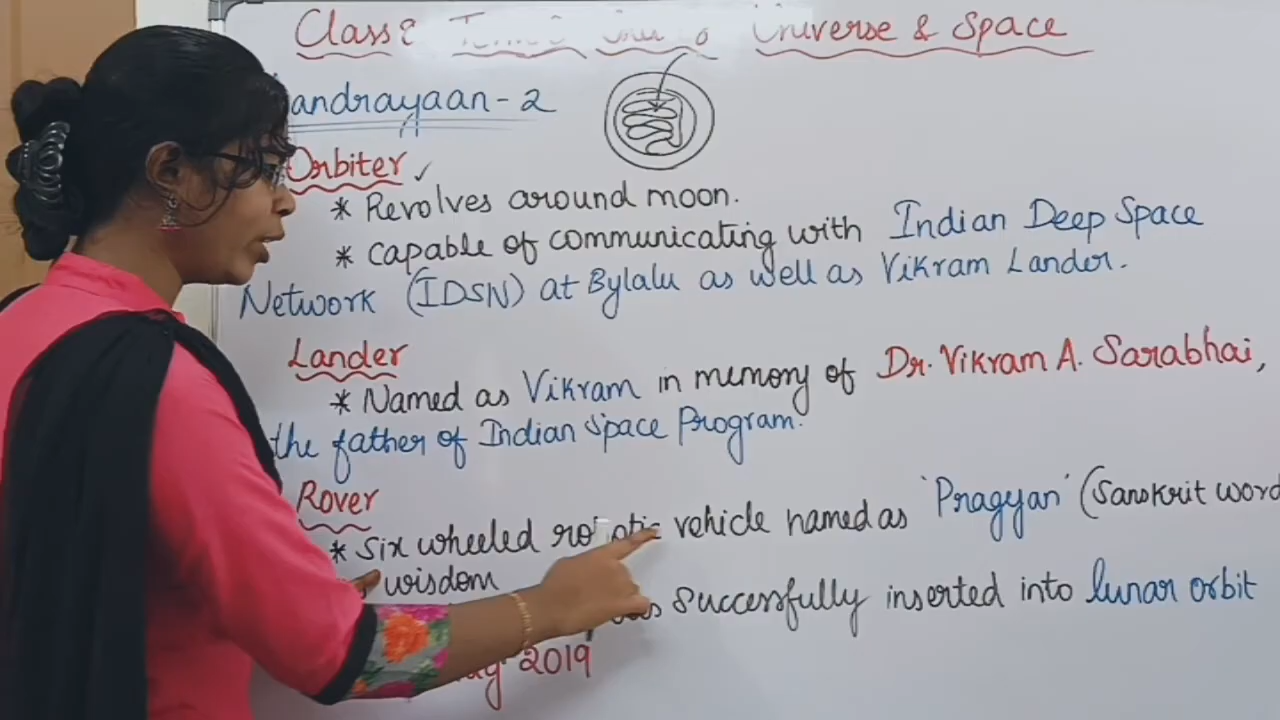 Class 8 Universe & Space
andrayaan-2
Orbiter ✓
* Revolves around moon.
* capable of communicating with Indian Deep Space
Network (IDSN) at Bylalu as well as Vikram Lander.
Lander
* Named as Vikram in memory of Dr. Vikram A. Sarabhai,
the father of Indian Space Program.
Rover
* Six wheeled vehicle named as 'Pragyan' (Sanskrit word
wisdom
successfully inserted into lunar orbit
2019